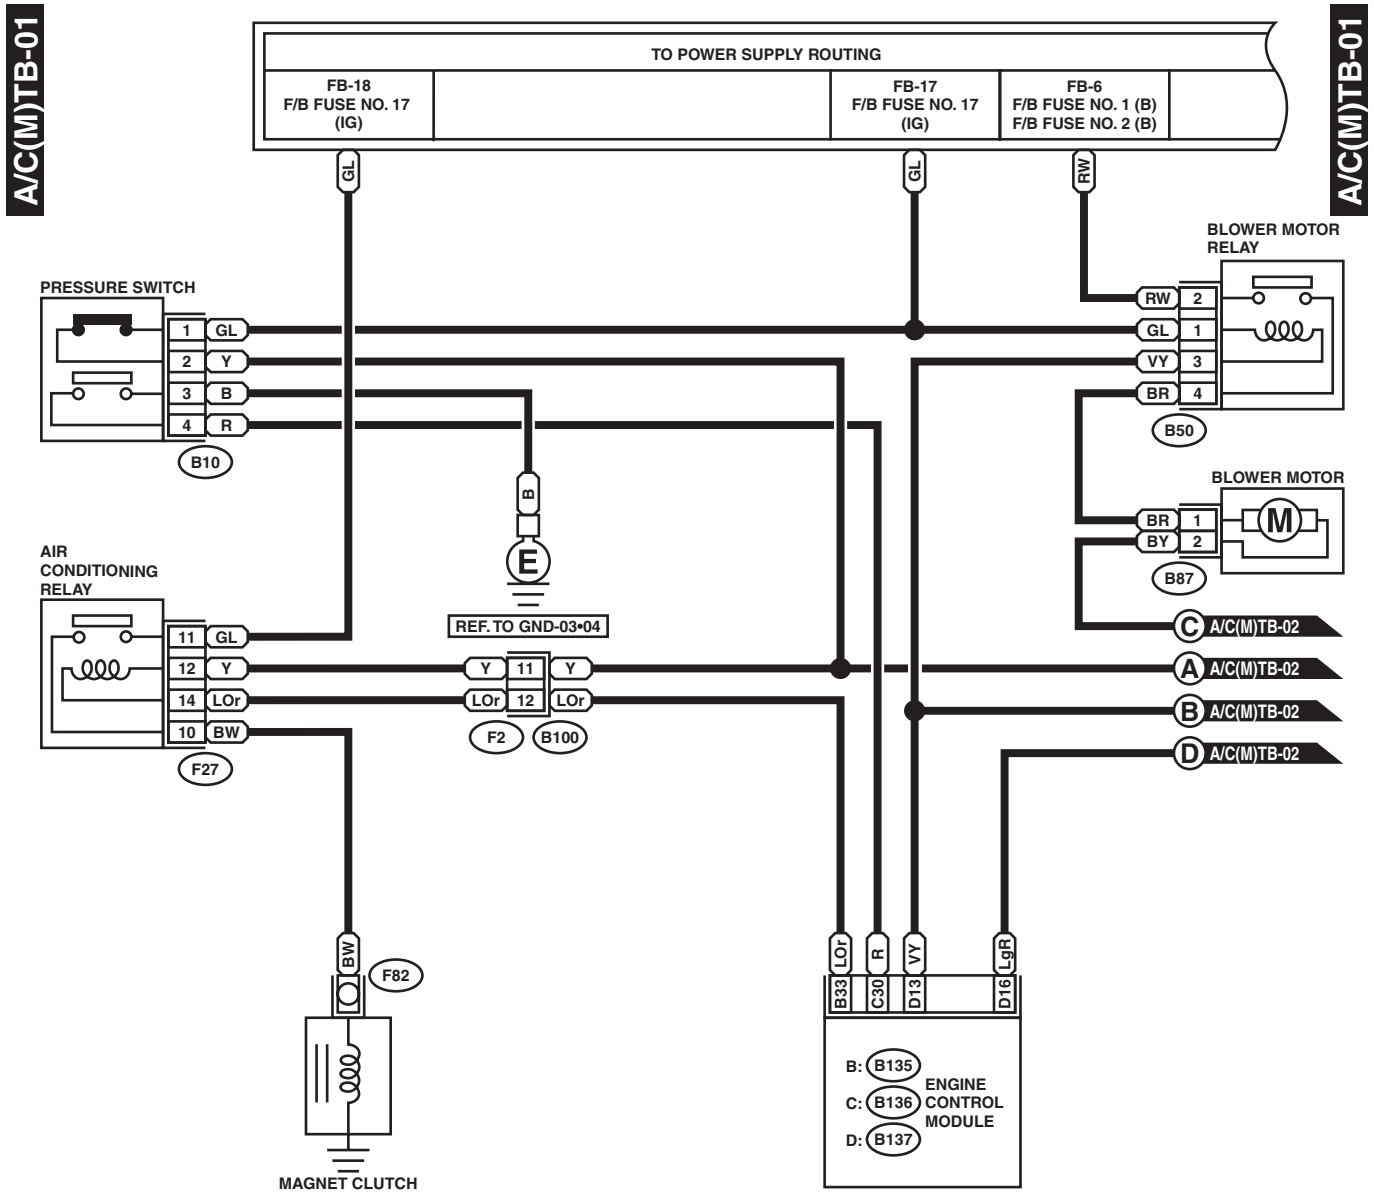 A/C(M)TB-01
A/C(M)TB-01
TO POWER SUPPLY ROUTING
FB-18
F/B FUSE NO. 17
(IG)
FB-17
F/B FUSE NO. 17
(IG)
FB-6
F/B FUSE NO. 1 (B)
F/B FUSE NO. 2 (B)
GL
GL
RW
BLOWER MOTOR
RELAY
RW 2
GL 1
VY 3
BR 4
B50
PRESSURE SWITCH
1 GL
2 Y
3 B
4 R
B10
BLOWER MOTOR
BR 1
BY 2
M
B87
B
E
REF. TO GND-03•04
AIR
CONDITIONING
RELAY
11 GL
12 Y
14 LOr
10 BW
F27
Y 11 Y
LOr 12 LOr
F2
B100
C A/C(M)TB-02
A A/C(M)TB-02
B A/C(M)TB-02
D A/C(M)TB-02
BW
F82
MAGNET CLUTCH
LOr
R
VY
LgR
B33
C30
D13
D16
B: B135
C: B136
D: B137
ENGINE
CONTROL
MODULE